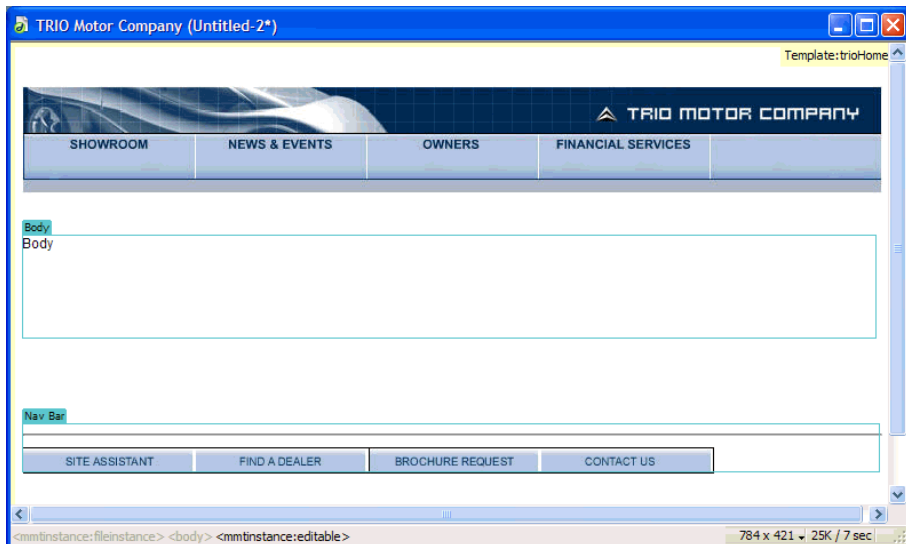 TRIO Motor Company (Untitled-2*)
Template:trioHome
TRIO MOTOR COMPANY
SHOWROOM NEWS & EVENTS OWNERS FINANCIAL SERVICES
Body
Body
Nav Bar
SITE ASSISTANT FIND A DEALER BROCHURE REQUEST CONTACT US
<mmtinstance:fileinstance> <body> <mmtinstance:editable> 784 x 421 25K / 7 sec